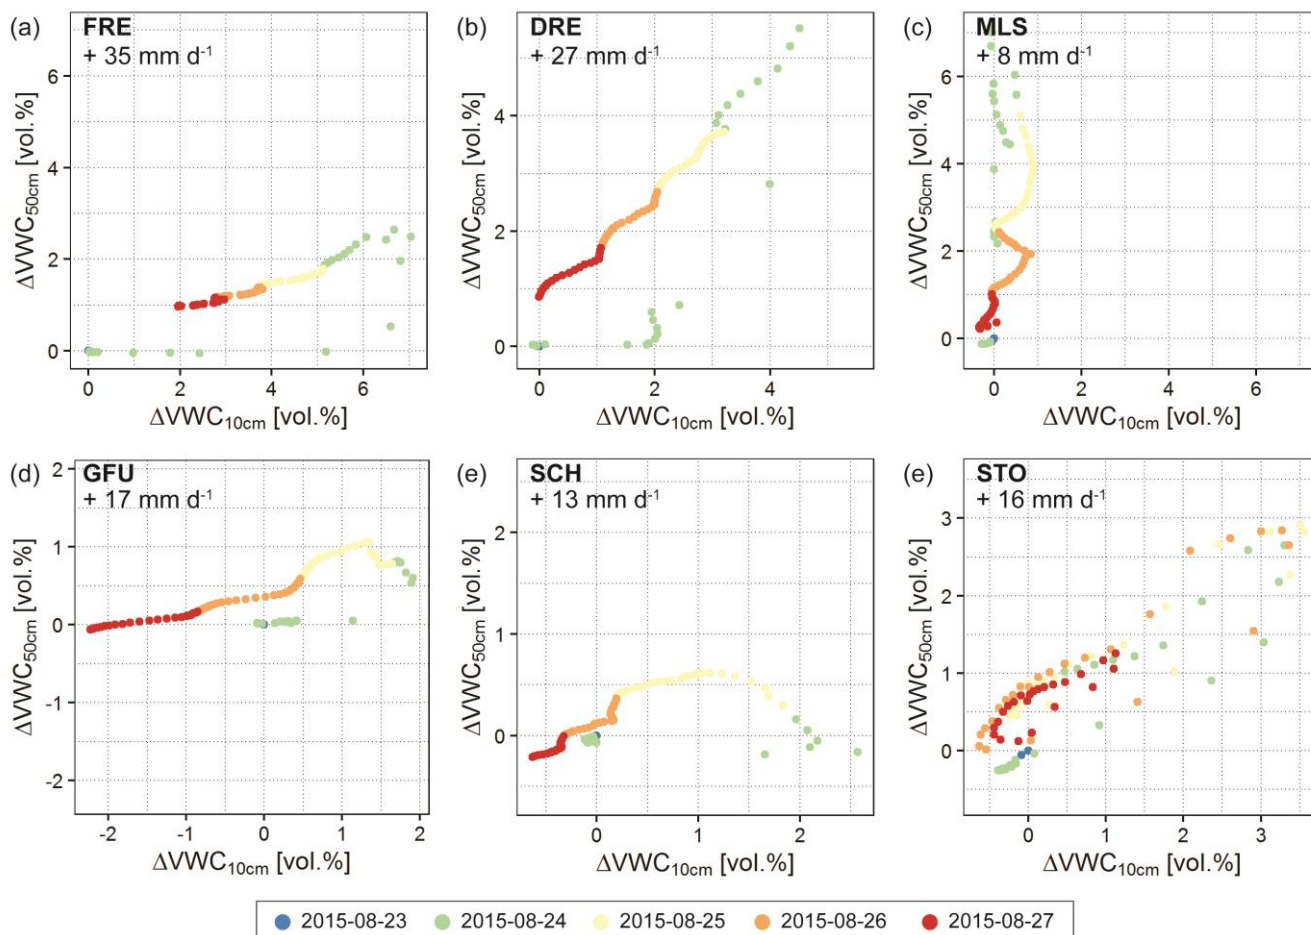 (a) FRE
+ 35 mm d⁻¹
ΔVWC50cm [vol.%]
6
4
2
0
0 2 4 6
ΔVWC10cm [vol.%]
(b) DRE
+ 27 mm d⁻¹
ΔVWC50cm [vol.%]
4
2
0
0 2 4
ΔVWC10cm [vol.%]
(c) MLS
+ 8 mm d⁻¹
ΔVWC50cm [vol.%]
6
4
2
0
0 2 4 6
ΔVWC10cm [vol.%]
(d) GFU
+ 17 mm d⁻¹
ΔVWC50cm [vol.%]
2
1
0
-1
-2
-2 -1 0 1 2
ΔVWC10cm [vol.%]
(e) SCH
+ 13 mm d⁻¹
ΔVWC50cm [vol.%]
2
1
0
0 1 2
ΔVWC10cm [vol.%]
(e) STO
+ 16 mm d⁻¹
ΔVWC50cm [vol.%]
3
2
1
0
0 1 2 3
ΔVWC10cm [vol.%]
2015-08-23 2015-08-24 2015-08-25 2015-08-26 2015-08-27